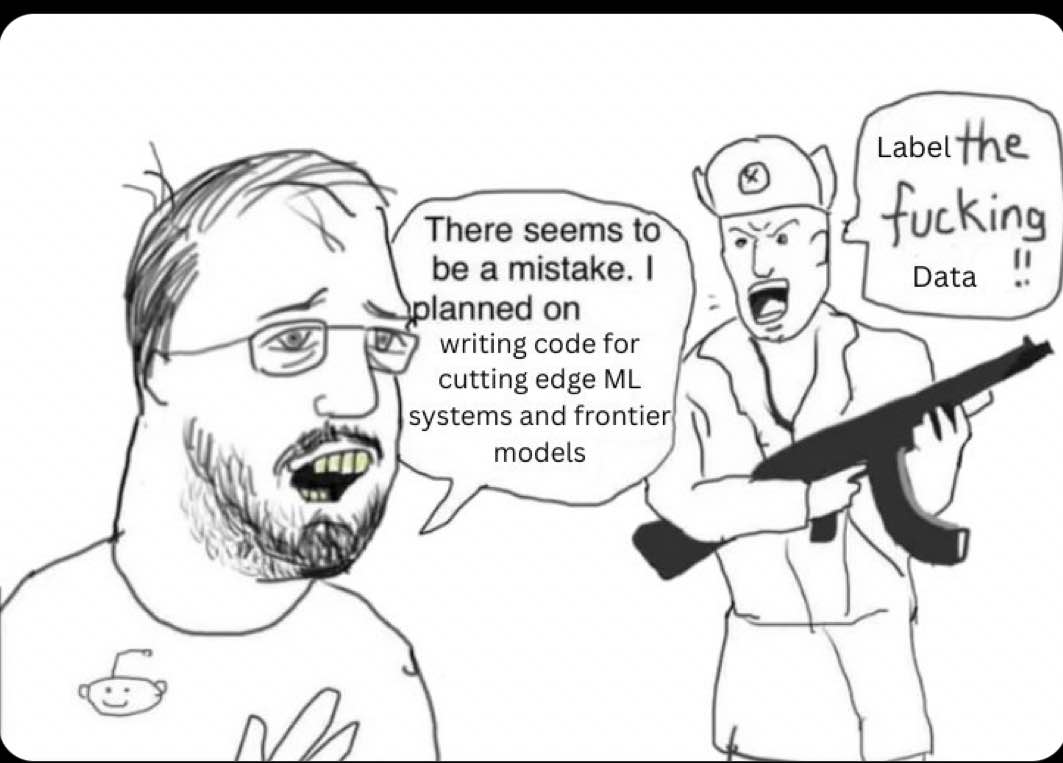 There seems to
be a mistake. I
planned on
writing code for
cutting edge ML
systems and frontier
models
Label the
fucking
Data !!